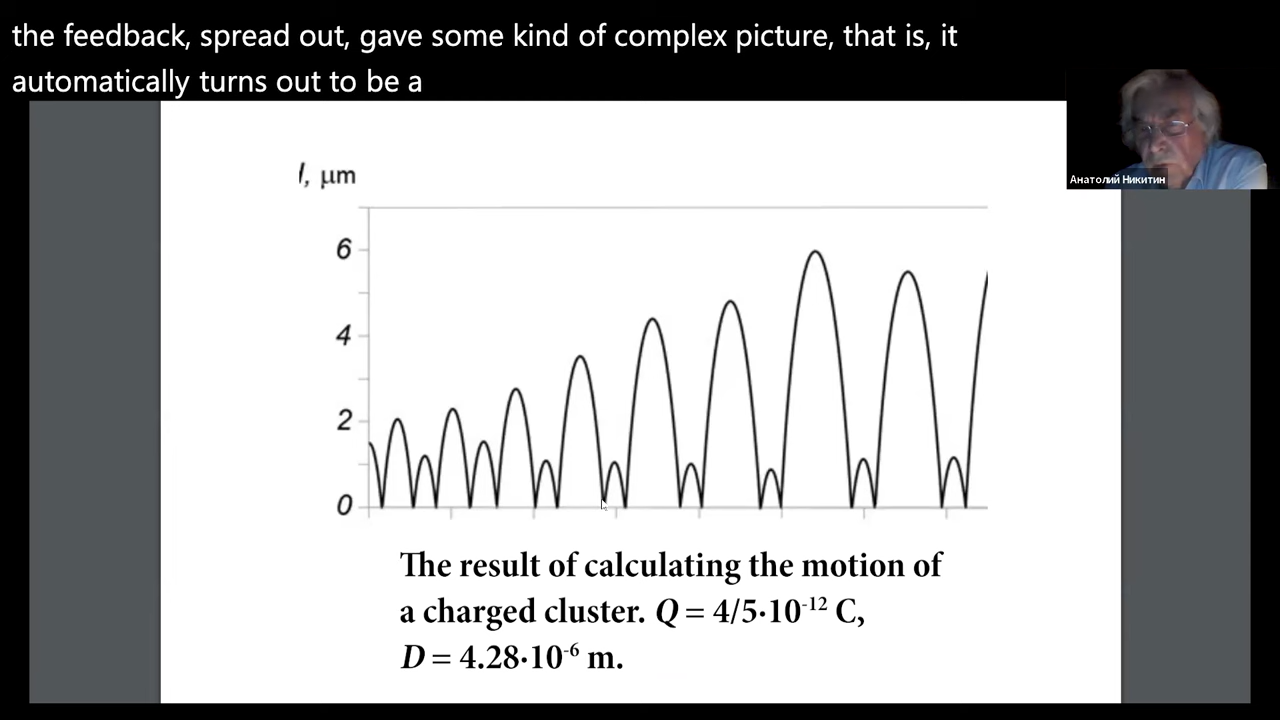 the feedback, spread out, gave some kind of complex picture, that is, it
automatically turns out to be a
Анатолий Никитин
l, μm
6
4
2
0
The result of calculating the motion of
a charged cluster. Q = 4/5·10⁻¹² C,
D = 4.28·10⁻⁶ m.